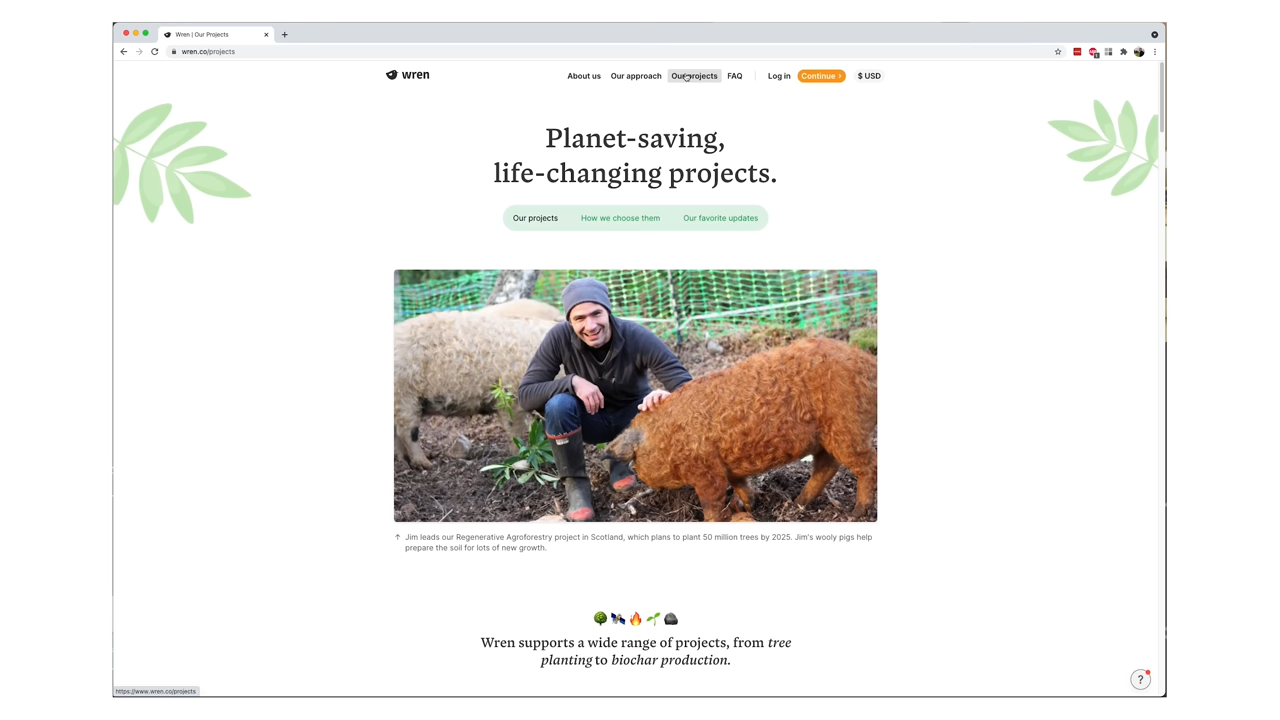 Wren | Our Projects
wren.co/projects
wren
About us Our approach Our projects FAQ Log in Continue › $ USD
Planet-saving,
life-changing projects.
Our projects How we choose them Our favorite updates
↑ Jim leads our Regenerative Agroforestry project in Scotland, which plans to plant 50 million trees by 2025. Jim's wooly pigs help
prepare the soil for lots of new growth.
Wren supports a wide range of projects, from tree
planting to biochar production.
https://www.wren.co/projects
?